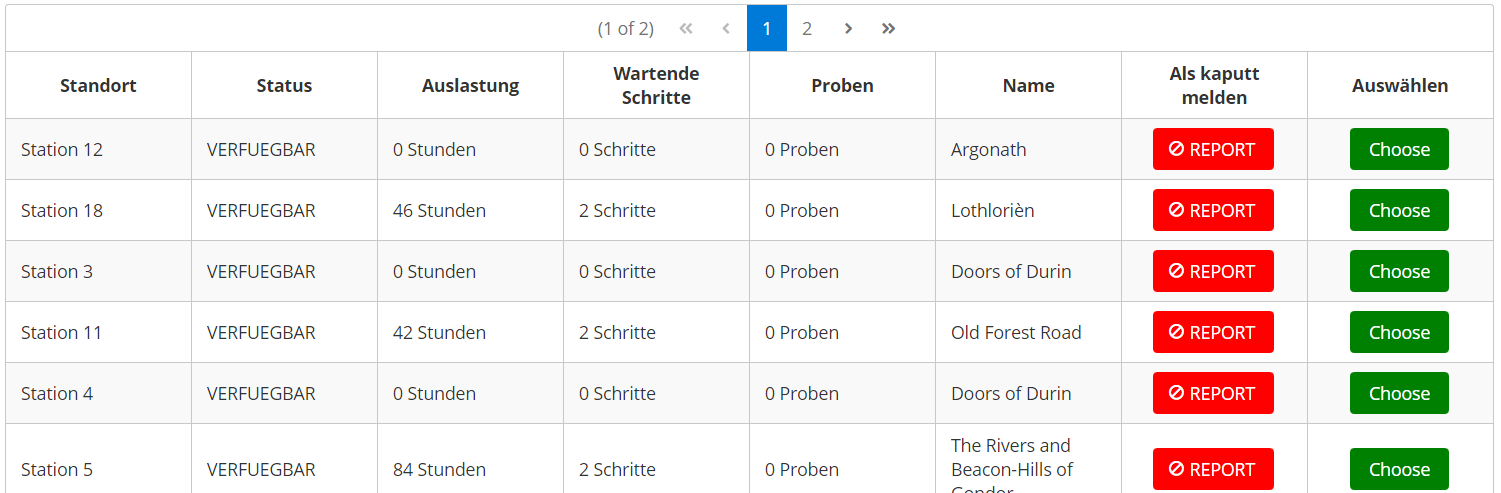 (1 of 2) « ‹ 1 2 › »
Standort Status Auslastung Wartende Schritte Proben Name Als kaputt melden Auswählen
Station 12 VERFUEGBAR 0 Stunden 0 Schritte 0 Proben Argonath REPORT Choose
Station 18 VERFUEGBAR 46 Stunden 2 Schritte 0 Proben Lothlorièn REPORT Choose
Station 3 VERFUEGBAR 0 Stunden 0 Schritte 0 Proben Doors of Durin REPORT Choose
Station 11 VERFUEGBAR 42 Stunden 2 Schritte 0 Proben Old Forest Road REPORT Choose
Station 4 VERFUEGBAR 0 Stunden 0 Schritte 0 Proben Doors of Durin REPORT Choose
Station 5 VERFUEGBAR 84 Stunden 2 Schritte 0 Proben The Rivers and Beacon-Hills of Gondor REPORT Choose